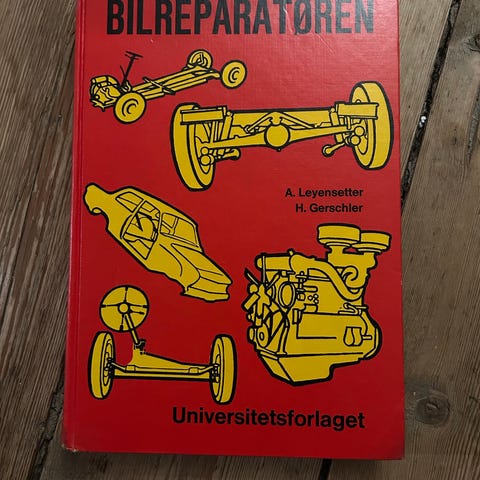 BILREPARATØREN
A. Leyensetter
H. Gerschler
Universitetsforlaget